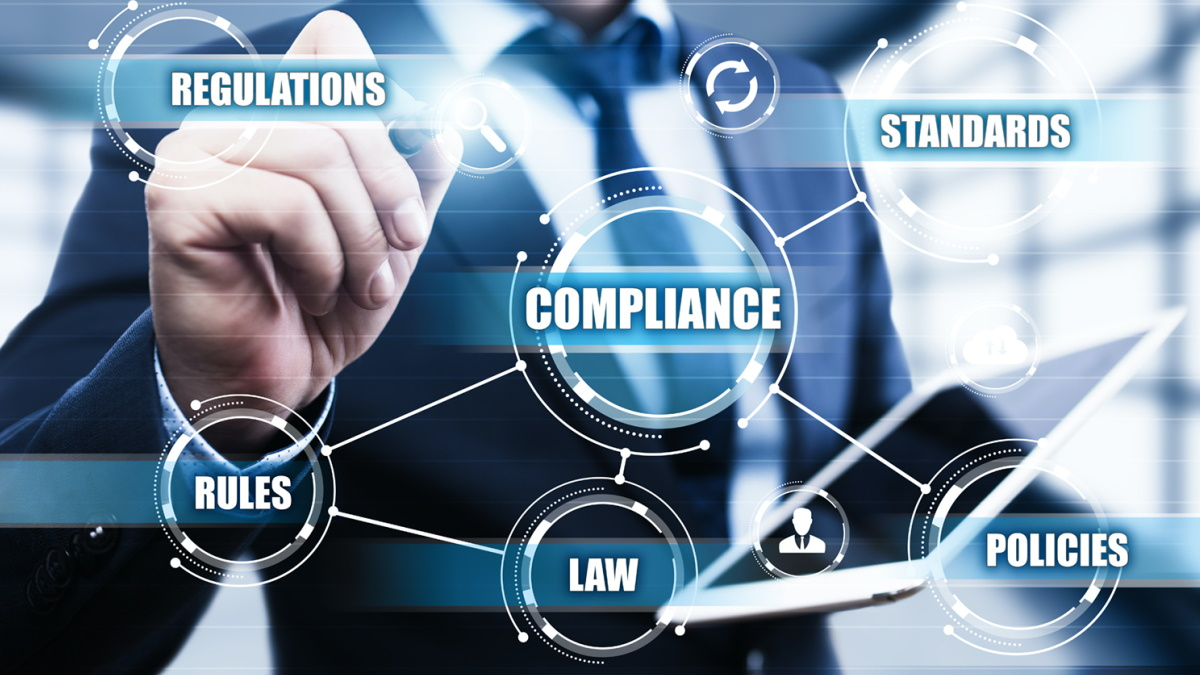 REGULATIONS
STANDARDS
COMPLIANCE
RULES
LAW
POLICIES